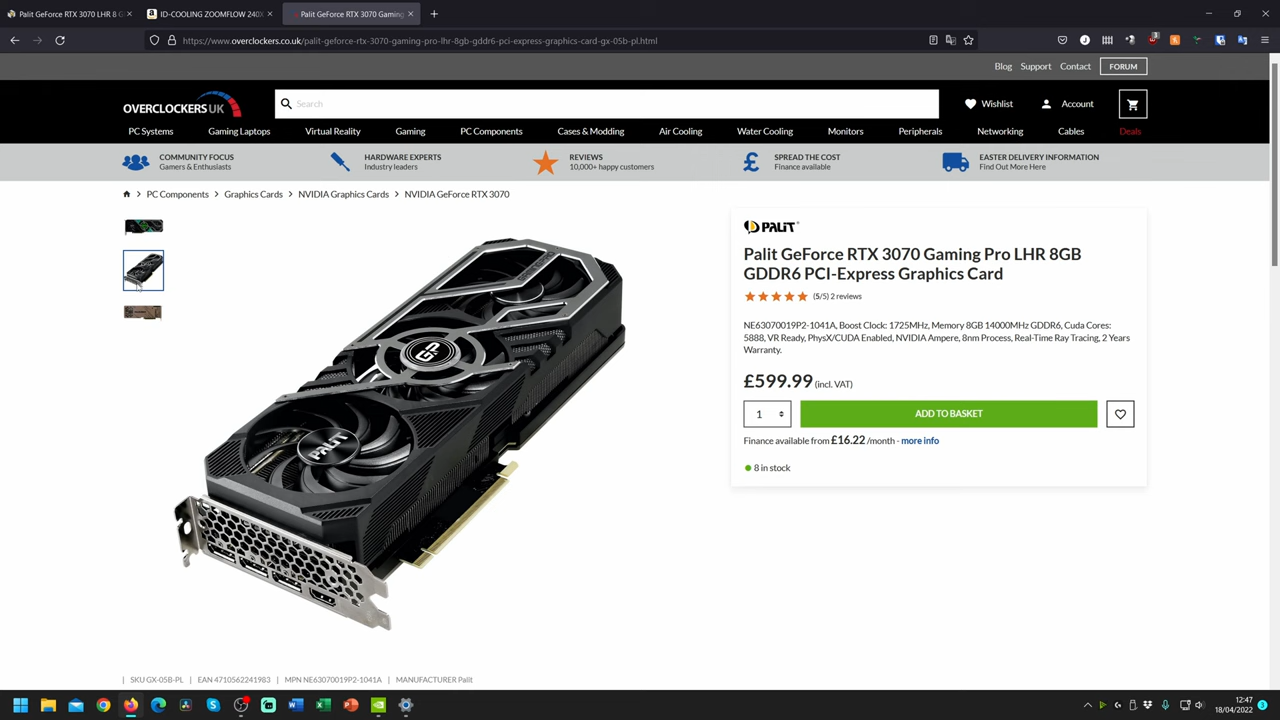 Palit GeForce RTX 3070 LHR 8 G
ID-COOLING ZOOMFLOW 240X
Palit GeForce RTX 3070 Gaming
https://www.overclockers.co.uk/palit-geforce-rtx-3070-gaming-pro-lhr-8gb-gddr6-pci-express-graphics-card-gx-05b-pl.html
Blog Support Contact FORUM
OVERCLOCKERS UK
Search
Wishlist
Account
PC Systems Gaming Laptops Virtual Reality Gaming PC Components Cases & Modding Air Cooling Water Cooling Monitors Peripherals Networking Cables Deals
COMMUNITY FOCUS
Gamers & Enthusiasts
HARDWARE EXPERTS
Industry leaders
REVIEWS
10,000+ happy customers
SPREAD THE COST
Finance available
EASTER DELIVERY INFORMATION
Find Out More Here
PC Components > Graphics Cards > NVIDIA Graphics Cards > NVIDIA GeForce RTX 3070
PALIT
PALIT
Palit GeForce RTX 3070 Gaming Pro LHR 8GB
GDDR6 PCI-Express Graphics Card
(5/5) 2 reviews
NE63070019P2-1041A, Boost Clock: 1725MHz, Memory 8GB 14000MHz GDDR6, Cuda Cores:
5888, VR Ready, PhysX/CUDA Enabled, NVIDIA Ampere, 8nm Process, Real-Time Ray Tracing, 2 Years
Warranty.
£599.99 (incl. VAT)
1
ADD TO BASKET
Finance available from £16.22 /month - more info
8 in stock
| SKU GX-05B-PL | EAN 4710562241983 | MPN NE63070019P2-1041A | MANUFACTURER Palit
12:47
18/04/2022